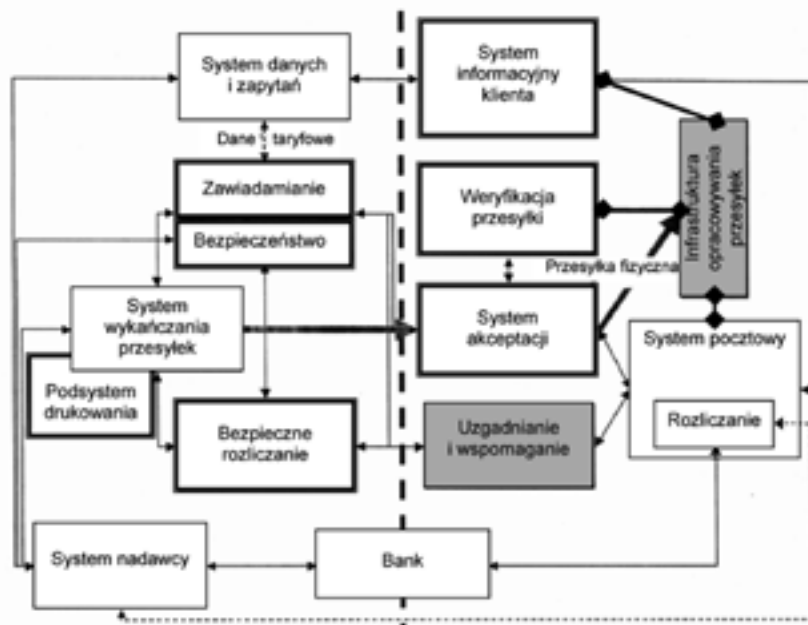 System danych
i zapytań
System
informacyjny
klienta
Dane taryfowe
Zawiadamianie
Bezpieczeństwo
Weryfikacja
przesyłki
Infrastruktura
opracowywania
przesyłek
Przesyłka fizyczna
System
wykańczania
przesyłek
System
akceptacji
System pocztowy
Podsystem
drukowania
Bezpieczne
rozliczanie
Uzgadnianie
i wspomaganie
Rozliczanie
System nadawcy
Bank